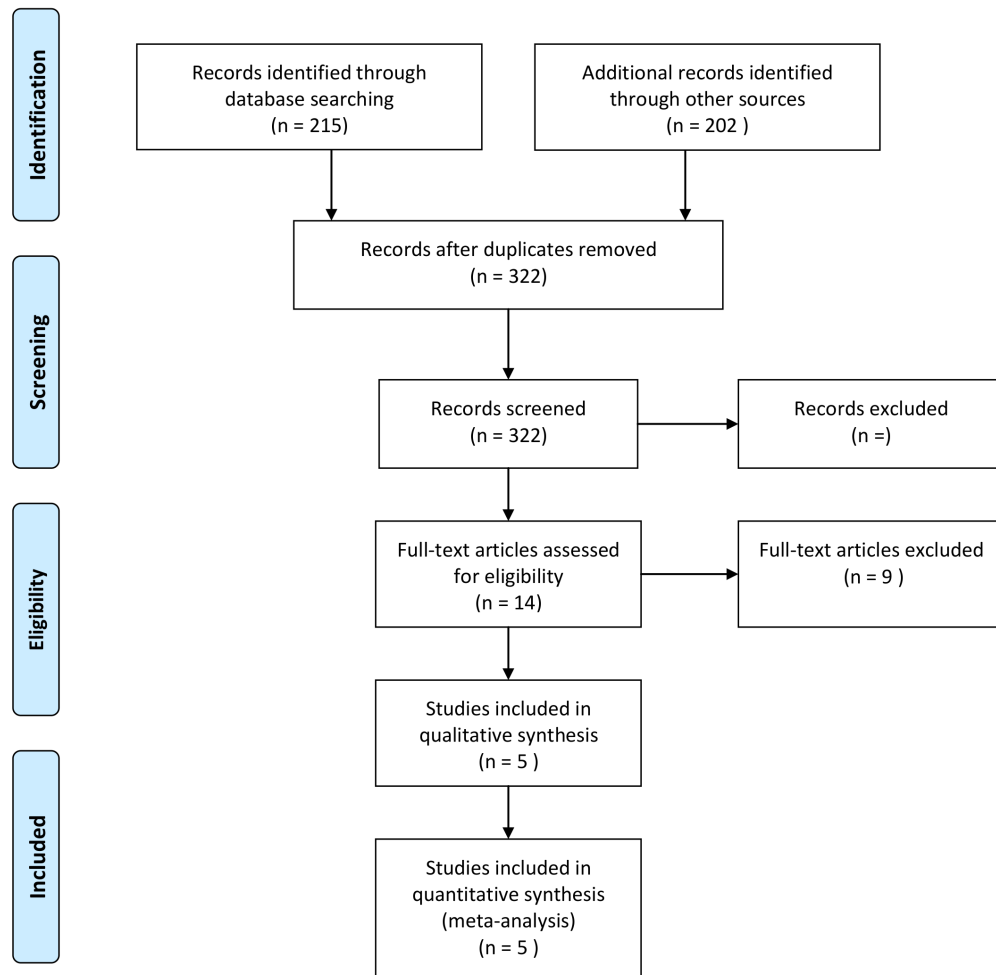 Identification
Records identified through
database searching
(n = 215)
Additional records identified
through other sources
(n = 202 )
Records after duplicates removed
(n = 322)
Screening
Records screened
(n = 322)
Records excluded
(n =)
Eligibility
Full-text articles assessed
for eligibility
(n = 14)
Full-text articles excluded
(n = 9 )
Studies included in
qualitative synthesis
(n = 5 )
Included
Studies included in
quantitative synthesis
(meta-analysis)
(n = 5 )